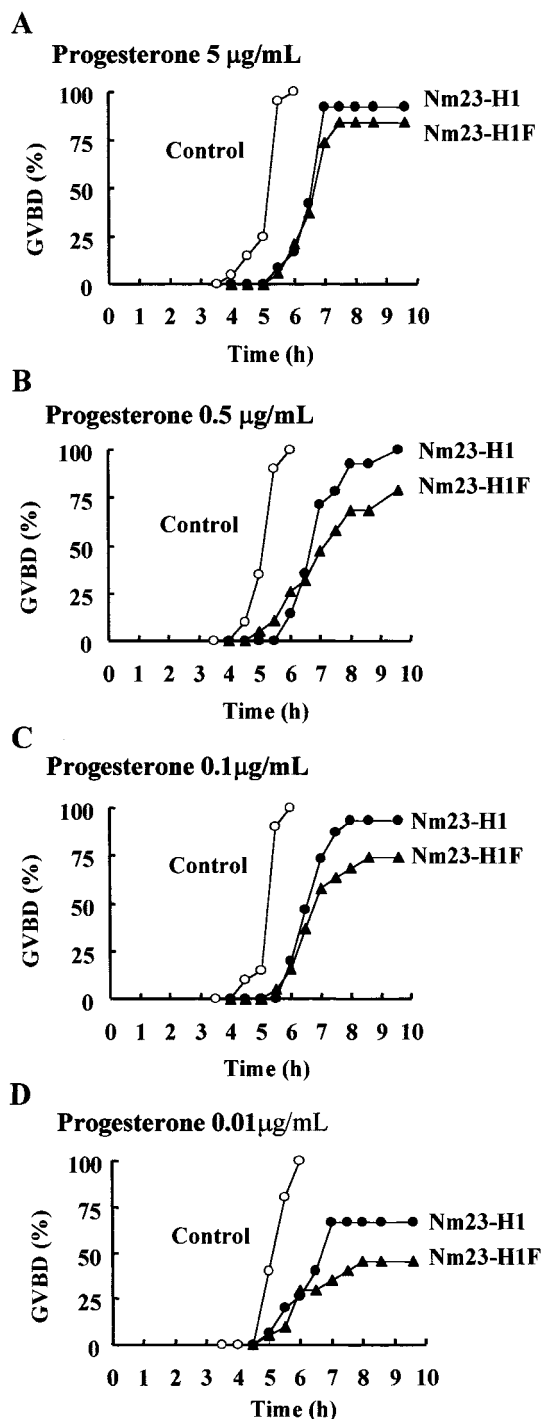 A
Progesterone 5 µg/mL
100
75
50
25
0
GVBD (%)
Control
Nm23-H1
Nm23-H1F
0 1 2 3 4 5 6 7 8 9 10
Time (h)
B
Progesterone 0.5 µg/mL
100
75
50
25
0
GVBD (%)
Control
Nm23-H1
Nm23-H1F
0 1 2 3 4 5 6 7 8 9 10
Time (h)
C
Progesterone 0.1µg/mL
100
75
50
25
0
GVBD (%)
Control
Nm23-H1
Nm23-H1F
0 1 2 3 4 5 6 7 8 9 10
Time (h)
D
Progesterone 0.01µg/mL
100
75
50
25
0
GVBD (%)
Control
Nm23-H1
Nm23-H1F
0 1 2 3 4 5 6 7 8 9 10
Time (h)